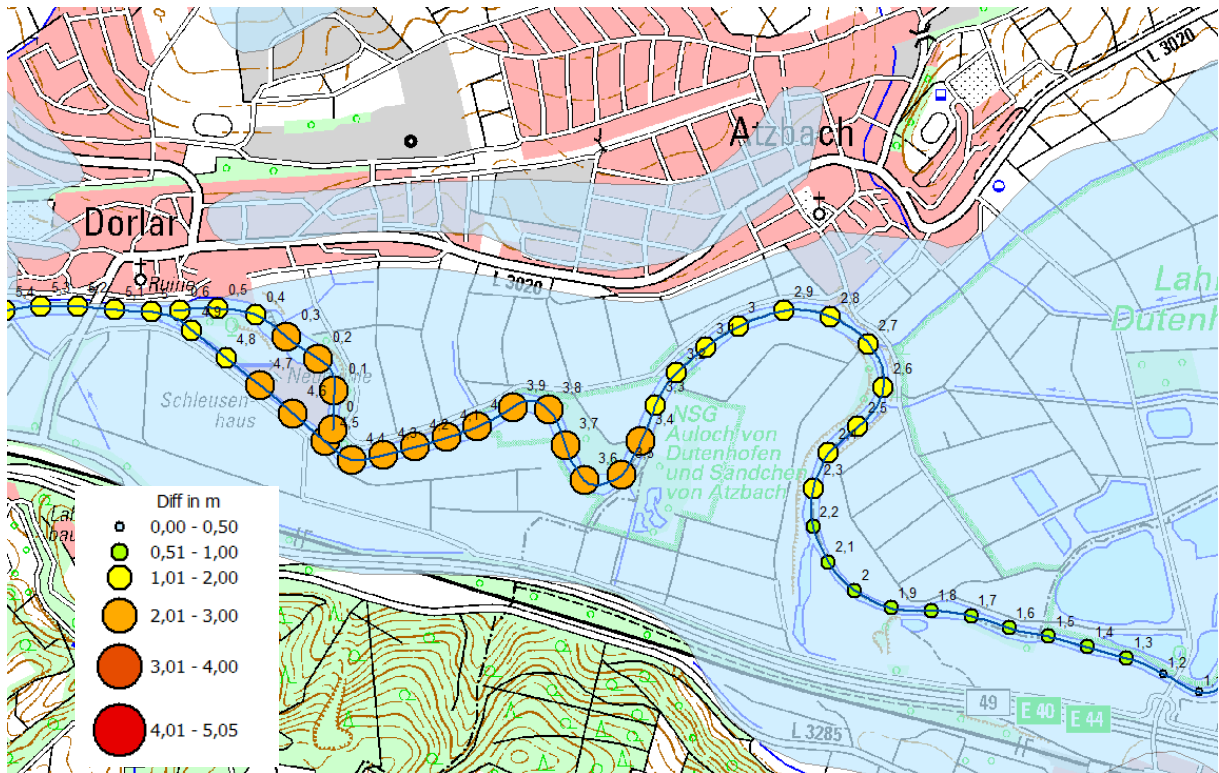 L 3020
Atzbach
Dorlar
Ruine
L 3020
Lahn
Dutenh
5,4
5,3
5,2
5,1
5
0,6
0,5
0,4
0,3
0,2
0,1
0
4,9
4,8
4,7
4,6
4,5
4,4
4,3
4,2
4,1
4
3,9
3,8
3,7
3,6
3,5
3,4
3,3
3,2
3,1
3
2,9
2,8
2,7
2,6
2,5
2,4
2,3
2,2
2,1
2
1,9
1,8
1,7
1,6
1,5
1,4
1,3
1,2
Schleusen-
haus
NSG
Auloch von
Dutenhofen
und Sändchen
von Atzbach
Diff in m
0,00 - 0,50
0,51 - 1,00
1,01 - 2,00
2,01 - 3,00
3,01 - 4,00
4,01 - 5,05
49
E 40
E 44
L 3285